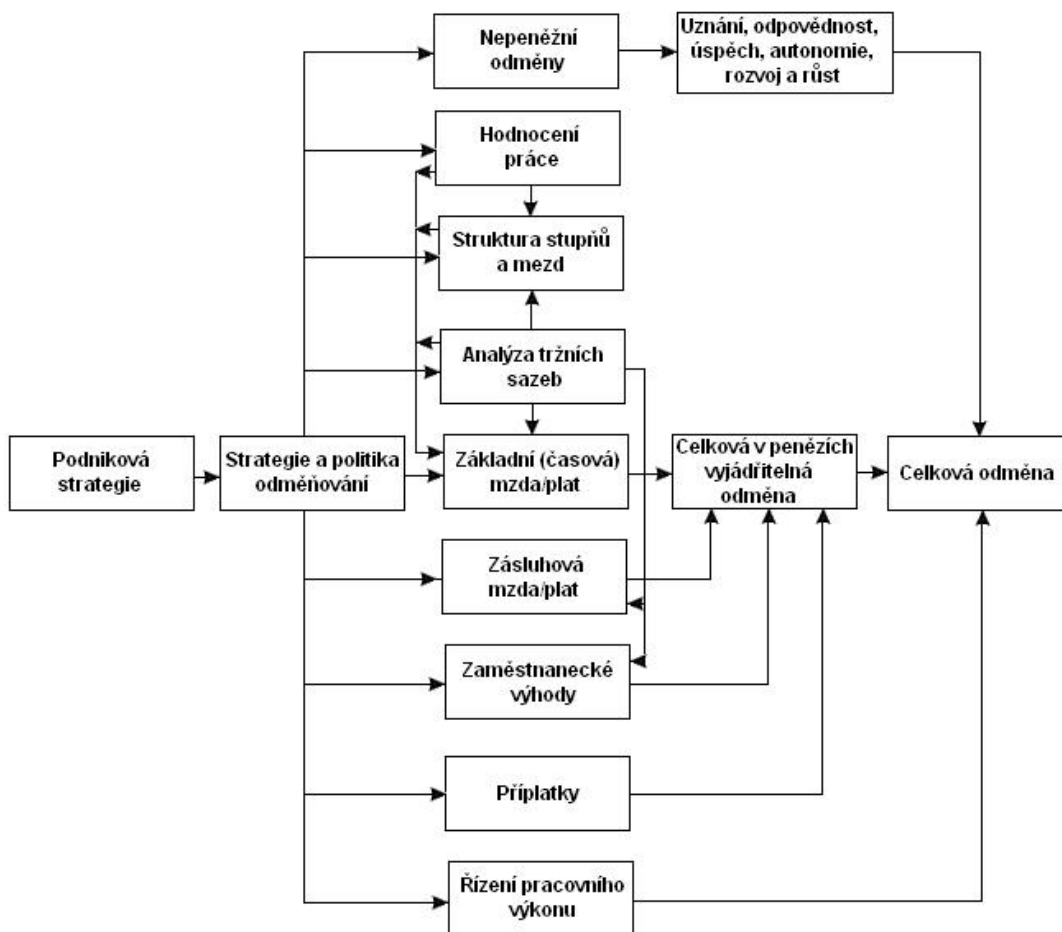 Nepeněžní
odměny
Uznání, odpovědnost,
úspěch, autonomie,
rozvoj a růst
Hodnocení
práce
Struktura stupňů
a mezd
Analýza tržních
sazeb
Podniková
strategie
Strategie a politika
odměňování
Základní (časová)
mzda/plat
Celková v penězích
vyjádřitelná
odměna
Celková odměna
Zásluhová
mzda/plat
Zaměstnanecké
výhody
Příplatky
Řízení pracovního
výkonu